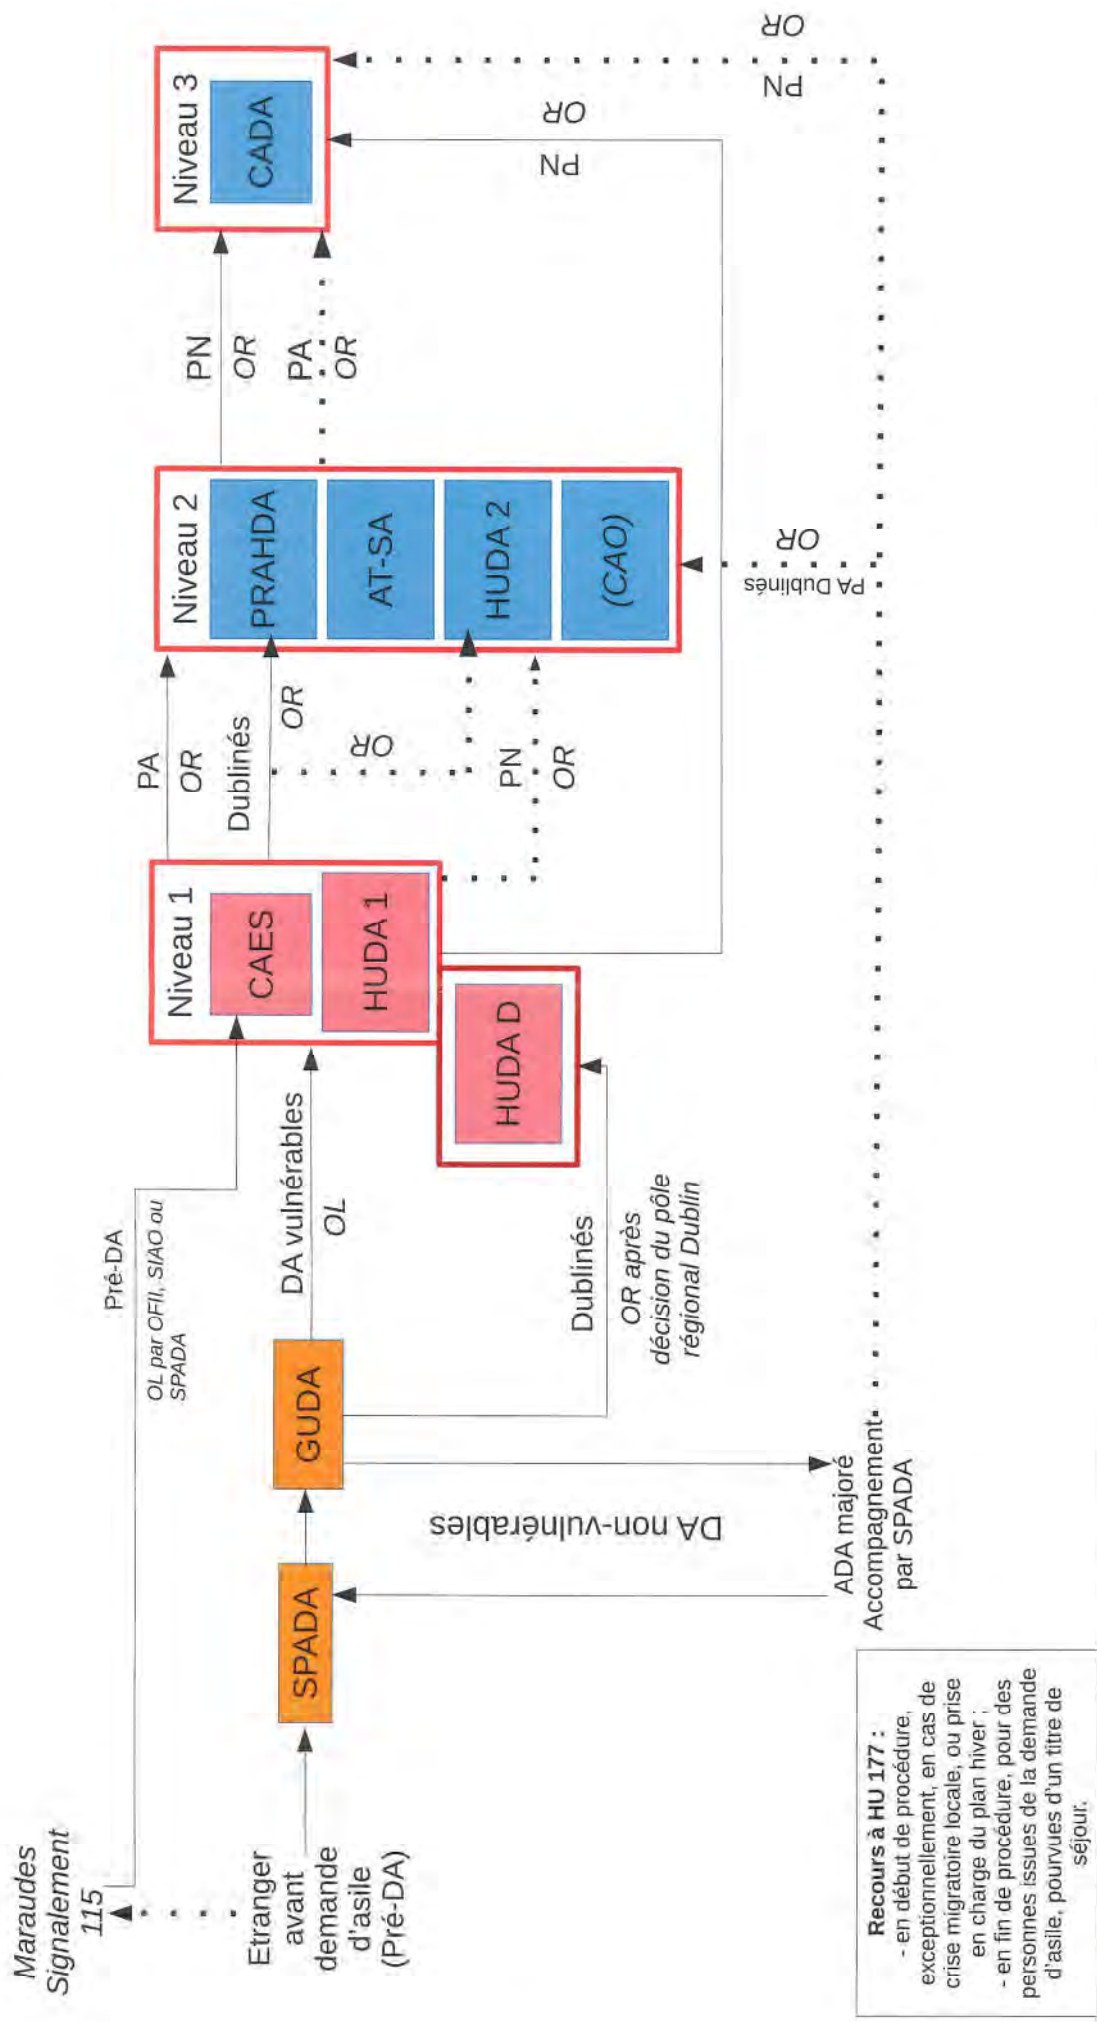 Maraudes
Signalement
115
Etranger
avant
demande
d'asile
(Pré-DA)
Pré-DA
OL par OFII, SIAO ou
SPADA
SPADA
GUDA
DA vulnérables
OL
DA non-vulnérables
Dublinés
OR après
décision du pôle
régional Dublin
ADA majoré
Accompagnement
par SPADA
Niveau 1
CAES
HUDA 1
HUDA D
PA
OR
Dublinés
OR
OR
PN
OR
Niveau 2
PRAHDA
AT-SA
HUDA 2
(CAO)
PA Dublinés
OR
PN
OR
PA
OR
Niveau 3
CADA
PN
OR
PN
OR
Recours à HU 177 :
- en début de procédure,
exceptionnellement, en cas de
crise migratoire locale, ou prise
en charge du plan hiver ;
- en fin de procédure, pour des
personnes issues de la demande
d'asile, pourvues d'un titre de
séjour.